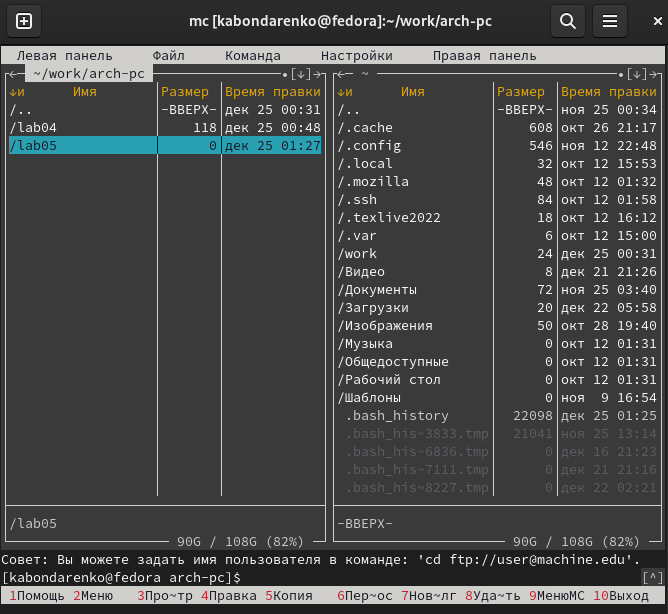 mc [kabondarenko@fedora]:~/work/arch-pc
Левая панель Файл Команда Настройки Правая панель
~/work/arch-pc
.[↓]
↓и Имя Размер Время правки
/.. -ВВЕРХ- дек 25 00:31
/lab04 118 дек 25 00:48
/lab05 0 дек 25 01:27
/lab05
90G / 108G (82%)
~
.[↓]
↓и Имя Размер Время правки
/.. -ВВЕРХ- ноя 25 00:34
/.cache 608 окт 26 21:17
/.config 546 ноя 12 22:48
/.local 32 окт 12 15:53
/.mozilla 48 окт 12 01:32
/.ssh 84 окт 12 01:58
/.texlive2022 18 окт 12 16:12
/.var 6 окт 12 15:00
/work 24 дек 25 00:31
/Видео 8 дек 21 21:26
/Документы 72 ноя 25 03:40
/Загрузки 20 дек 22 05:58
/Изображения 50 окт 28 19:40
/Музыка 0 окт 12 01:31
/Общедоступные 0 окт 12 01:31
/Рабочий стол 0 окт 12 01:31
/Шаблоны 0 ноя 9 16:54
.bash_history 22098 дек 25 01:25
.bash_his~3833.tmp 21041 ноя 25 13:14
.bash_his~6836.tmp 0 дек 16 21:23
.bash_his~7111.tmp 0 дек 21 21:16
.bash_his~8227.tmp 0 дек 22 02:21
-ВВЕРХ-
90G / 108G (82%)
Совет: Вы можете задать имя пользователя в команде: 'cd ftp://user@machine.edu'.
[kabondarenko@fedora arch-pc]$ [^]
1Помощь 2Меню 3Про~тр 4Правка 5Копия 6Пер~ос 7Нов~лг 8Уда~ть 9МенюМС 10Выход